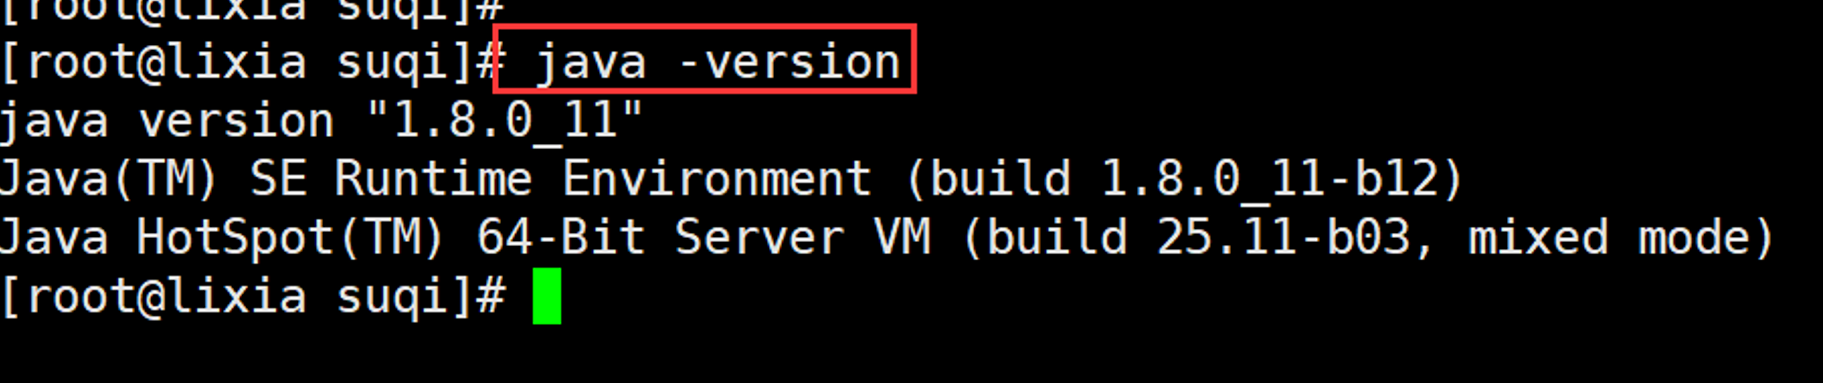 [root@lixia suqi]#
[root@lixia suqi]# java -version
java version "1.8.0_11"
Java(TM) SE Runtime Environment (build 1.8.0_11-b12)
Java HotSpot(TM) 64-Bit Server VM (build 25.11-b03, mixed mode)
[root@lixia suqi]#